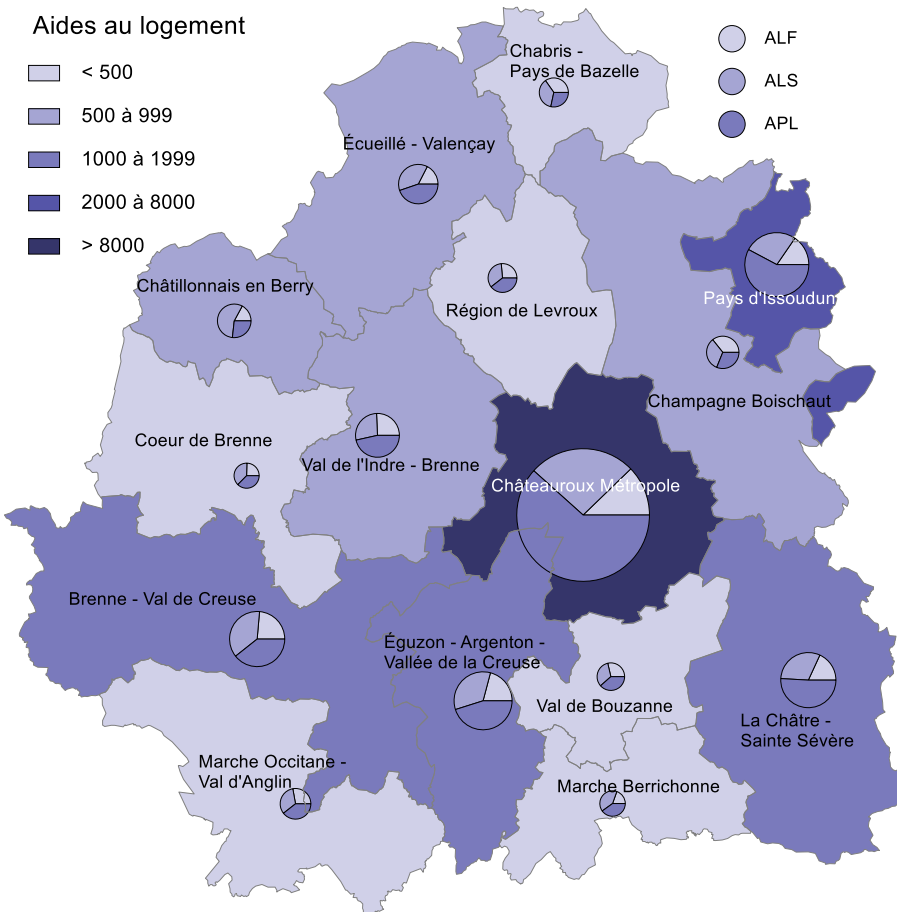 Aides au logement
< 500
500 à 999
1000 à 1999
2000 à 8000
> 8000
ALF
ALS
APL
Chabris -
Pays de Bazelle
Écueillé - Valençay
Châtillonnais en Berry
Région de Levroux
Pays d'Issoudun
Champagne Boischaut
Coeur de Brenne
Val de l'Indre - Brenne
Châteauroux Métropole
Brenne - Val de Creuse
Éguzon - Argenton -
Vallée de la Creuse
Val de Bouzanne
La Châtre -
Sainte Sévère
Marche Occitane -
Val d'Anglin
Marche Berrichonne